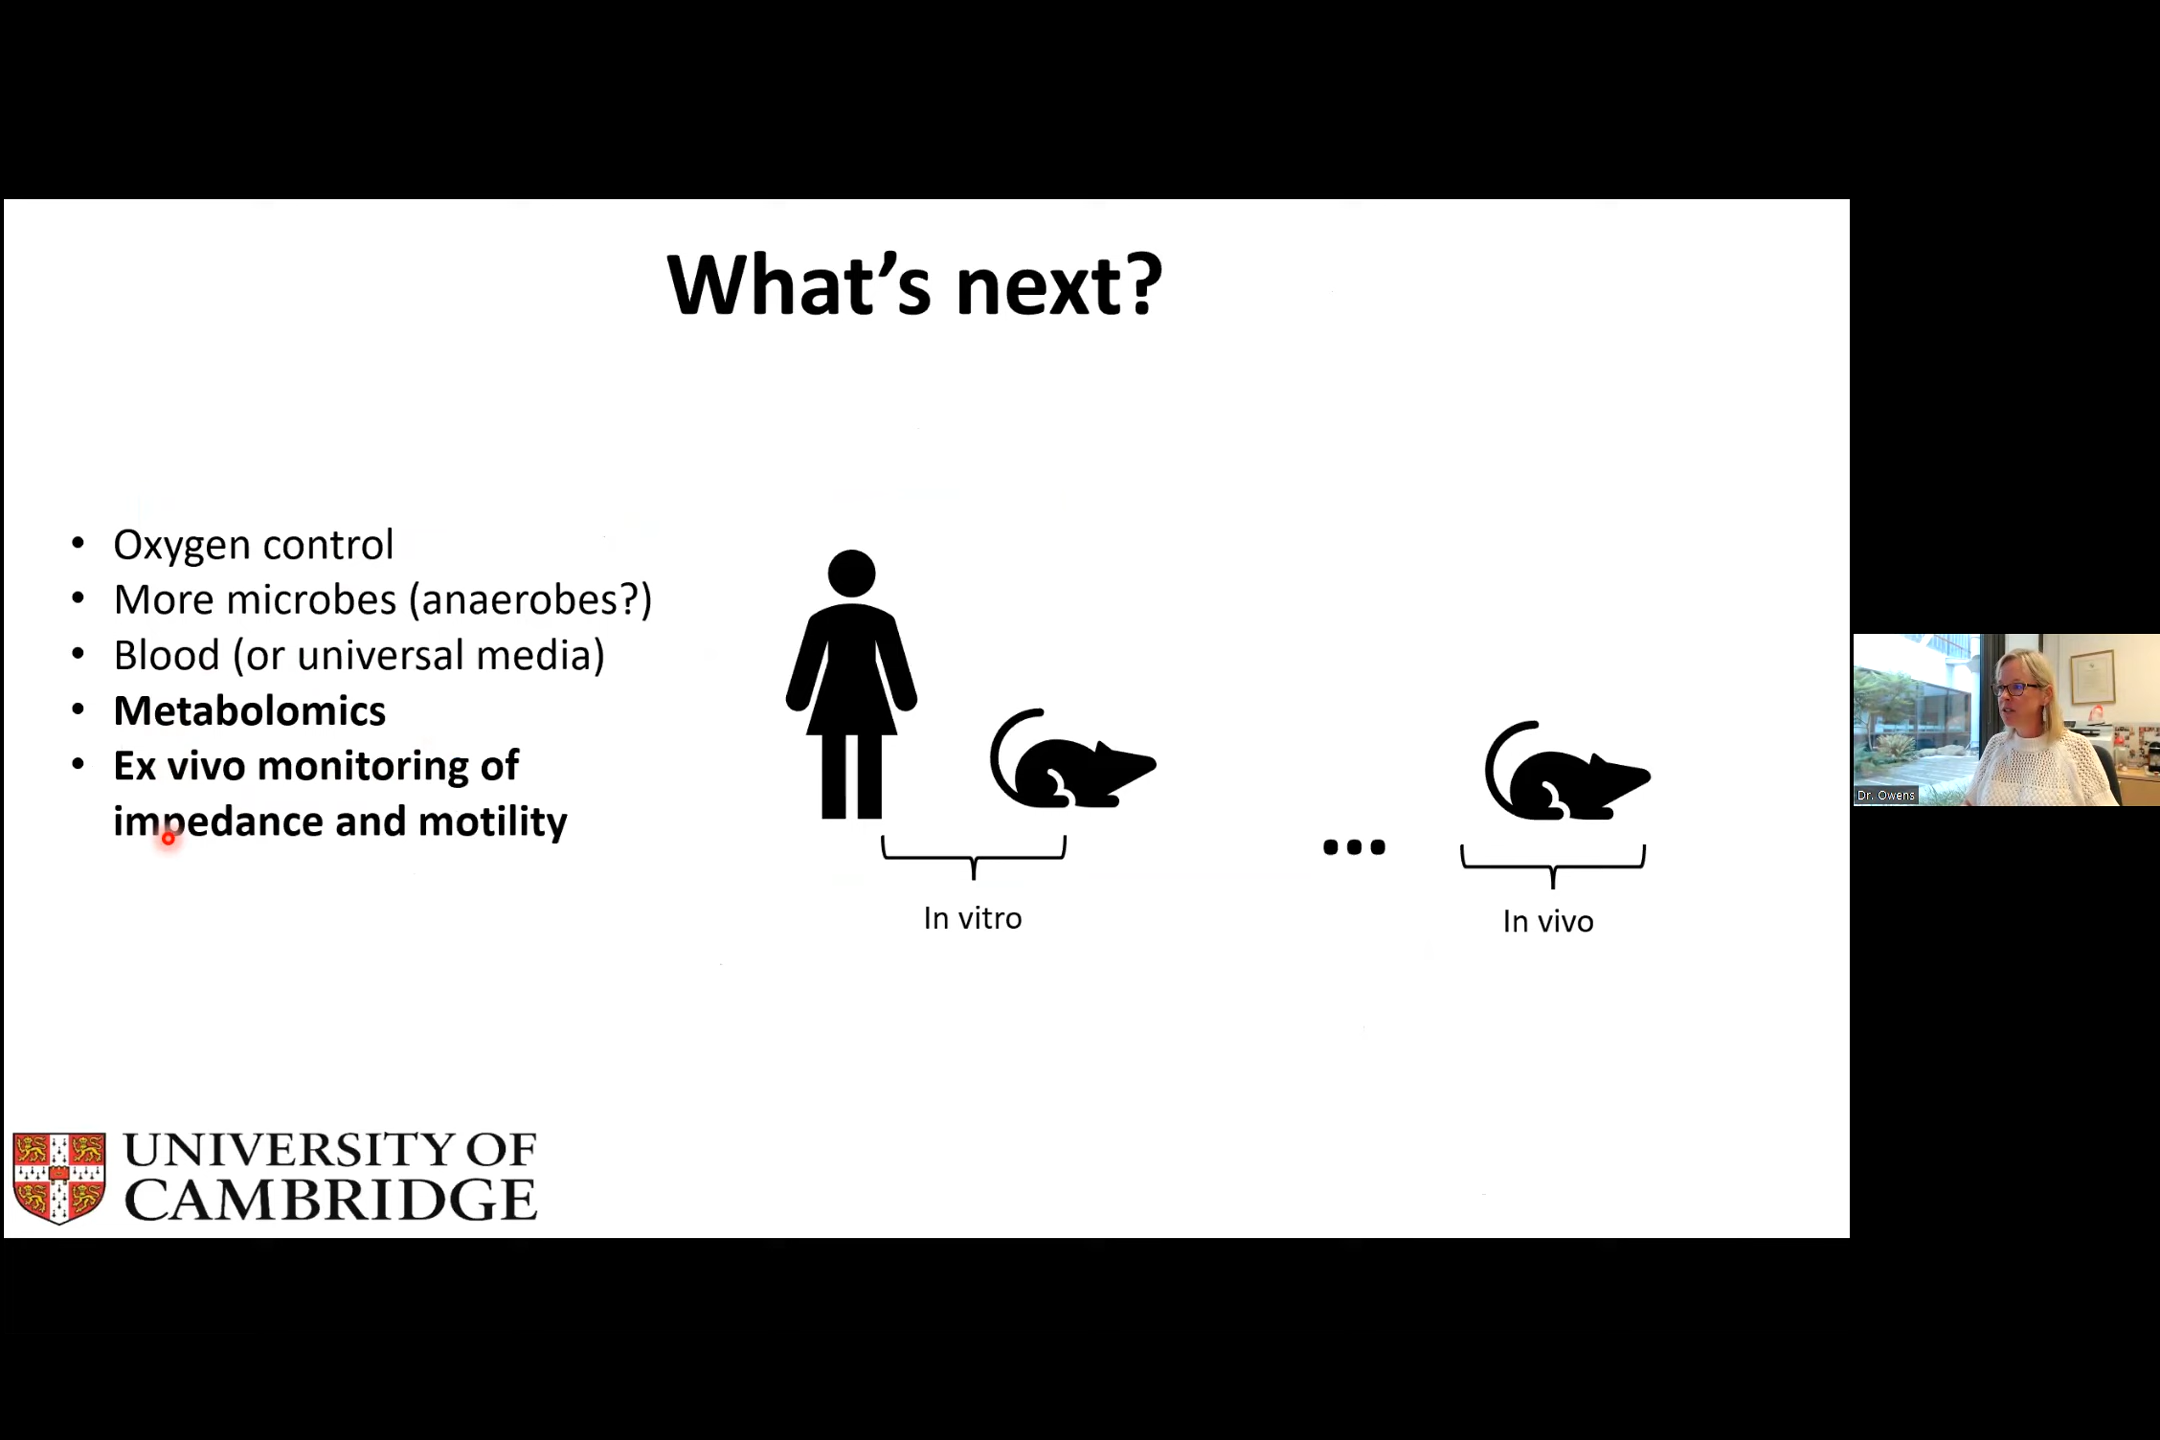 What’s next?
• Oxygen control
• More microbes (anaerobes?)
• Blood (or universal media)
• Metabolomics
• Ex vivo monitoring of
impedance and motility
In vitro
...
In vivo
Dr. Owens
UNIVERSITY OF
CAMBRIDGE